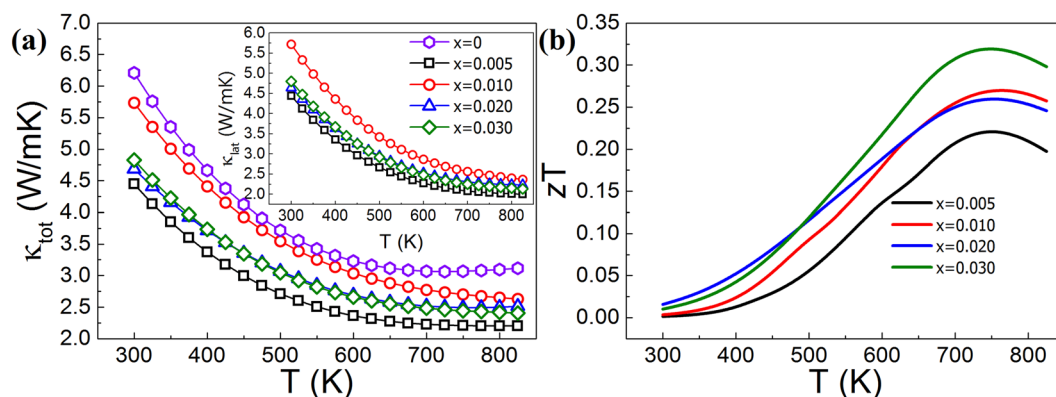 (a)
κtot (W/mK)
7.0
6.5
6.0
5.5
5.0
4.5
4.0
3.5
3.0
2.5
2.0
300 400 500 600 700 800
T (K)
κlat (W/mK)
6.0
5.5
5.0
4.5
4.0
3.5
3.0
2.5
2.0
300 400 500 600 700 800
T (K)
x=0
x=0.005
x=0.010
x=0.020
x=0.030
(b)
zT
0.35
0.30
0.25
0.20
0.15
0.10
0.05
0.00
300 400 500 600 700 800
T (K)
x=0.005
x=0.010
x=0.020
x=0.030